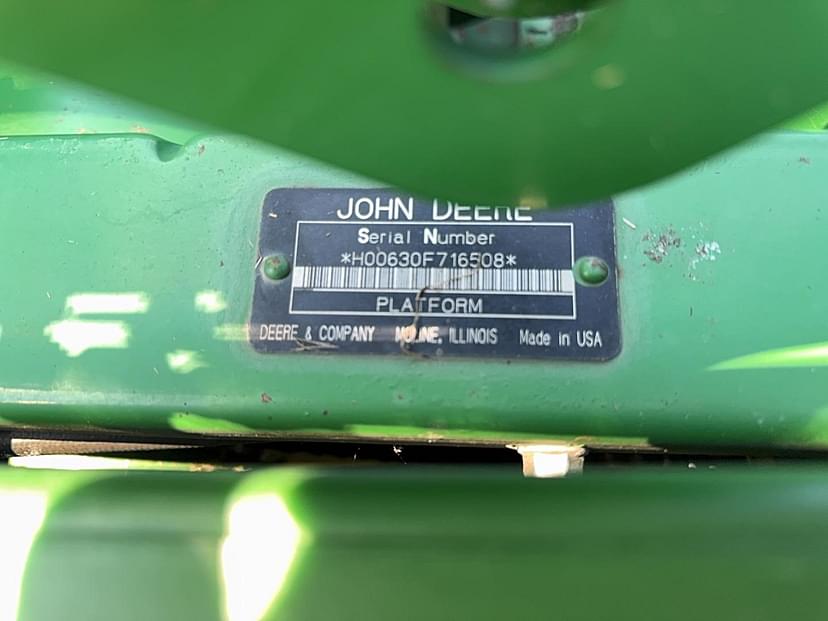 JOHN DEERE
Serial Number
*H00630F716508*
PLATFORM
DEERE & COMPANY MOLINE, ILLINOIS Made in USA